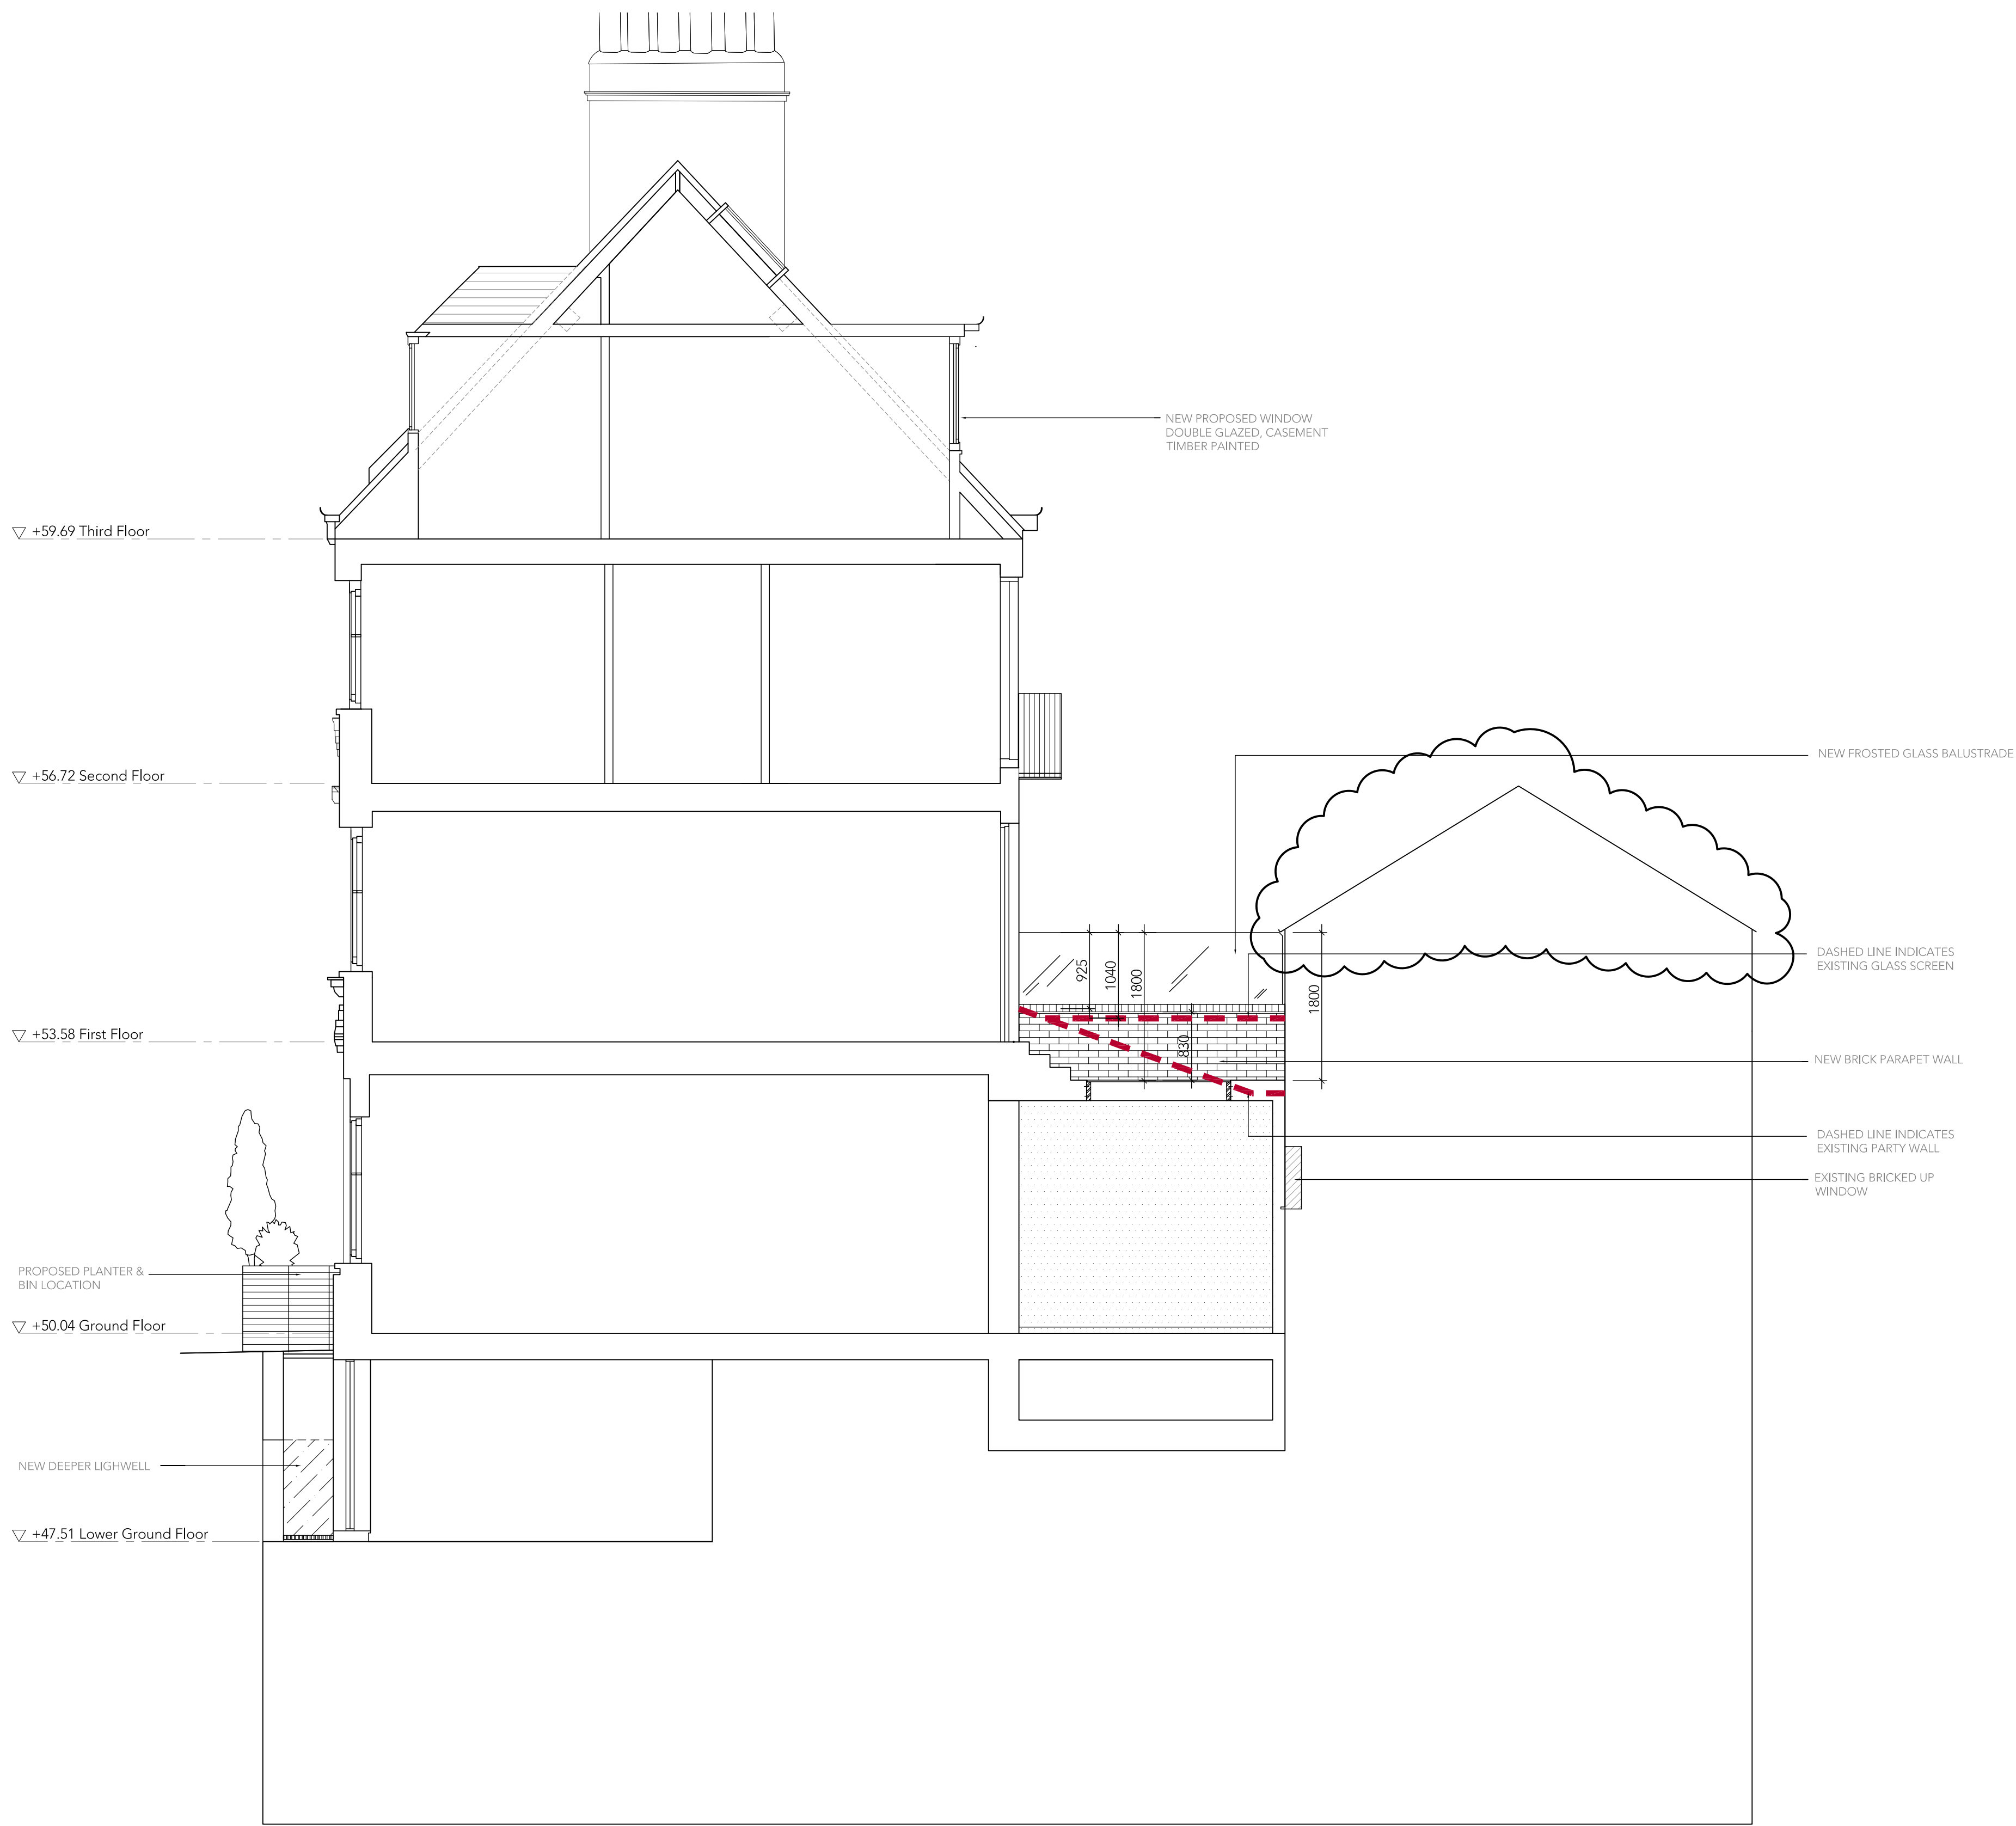 NEW PROPOSED WINDOW
DOUBLE GLAZED, CASEMENT
TIMBER PAINTED
+59.69 Third Floor
NEW FROSTED GLASS BALUSTRADE
+56.72 Second Floor
DASHED LINE INDICATES
EXISTING GLASS SCREEN
925
1040
1800
1800
+53.58 First Floor
830
NEW BRICK PARAPET WALL
DASHED LINE INDICATES
EXISTING PARTY WALL
EXISTING BRICKED UP
WINDOW
PROPOSED PLANTER &
BIN LOCATION
+50.04 Ground Floor
NEW DEEPER LIGHWELL
+47.51 Lower Ground Floor